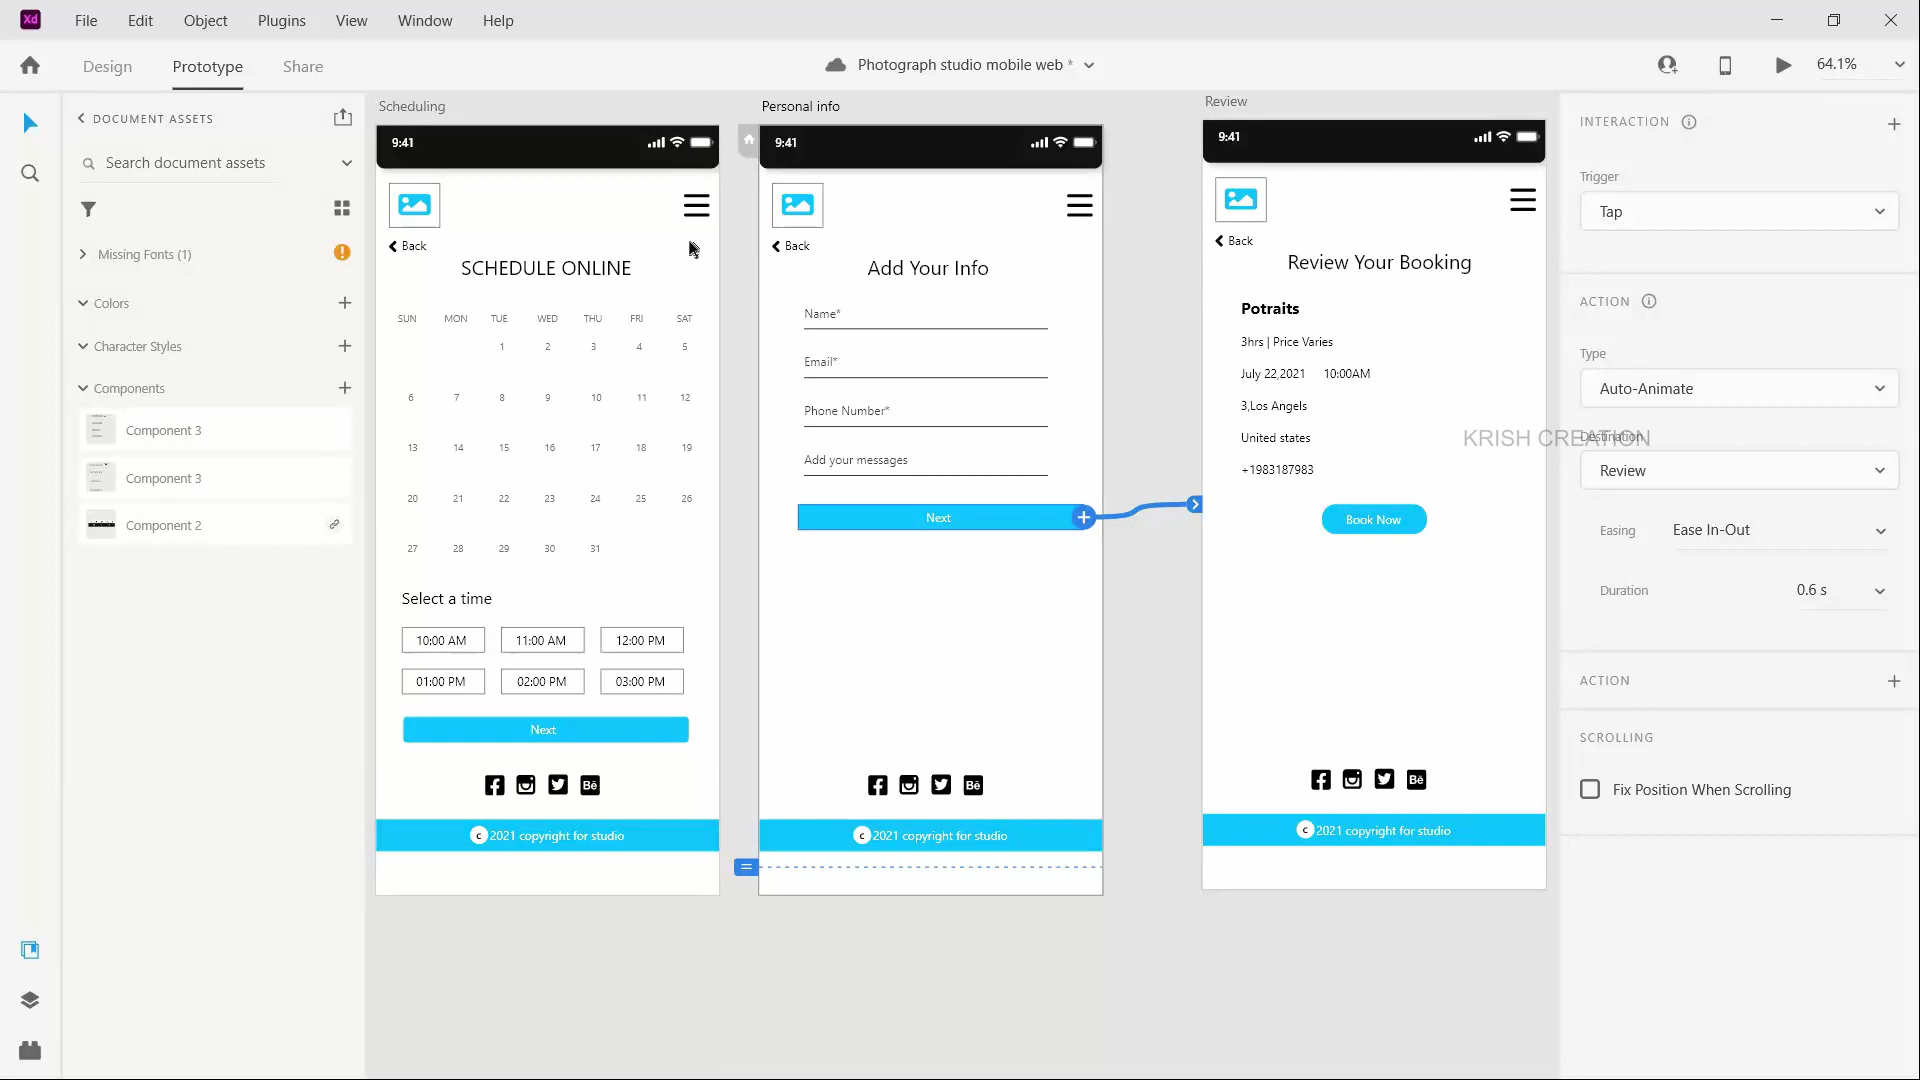 Xd File Edit Object Plugins View Window Help
Design Prototype Share Photograph studio mobile web * 64.1%
DOCUMENT ASSETS
Search document assets
Missing Fonts (1)
Colors +
Character Styles +
Components +
Component 3
Component 3
Component 2
Scheduling
9:41
Back
SCHEDULE ONLINE
SUN MON TUE WED THU FRI SAT
1 2 3 4 5
6 7 8 9 10 11 12
13 14 15 16 17 18 19
20 21 22 23 24 25 26
27 28 29 30 31
Select a time
10:00 AM 11:00 AM 12:00 PM
01:00 PM 02:00 PM 03:00 PM
Next
Bē
c 2021 copyright for studio
Personal info
9:41
Back
Add Your Info
Name*
Email*
Phone Number*
Add your messages
Next
Bē
c 2021 copyright for studio
Review
9:41
Back
Review Your Booking
Potraits
3hrs | Price Varies
July 22,2021 10:00AM
3,Los Angels
United states
+1983187983
Book Now
Bē
c 2021 copyright for studio
INTERACTION
Trigger
Tap
ACTION
Type
Auto-Animate
KRISH CREATION
Destination
Review
Easing Ease In-Out
Duration 0.6 s
ACTION +
SCROLLING
Fix Position When Scrolling